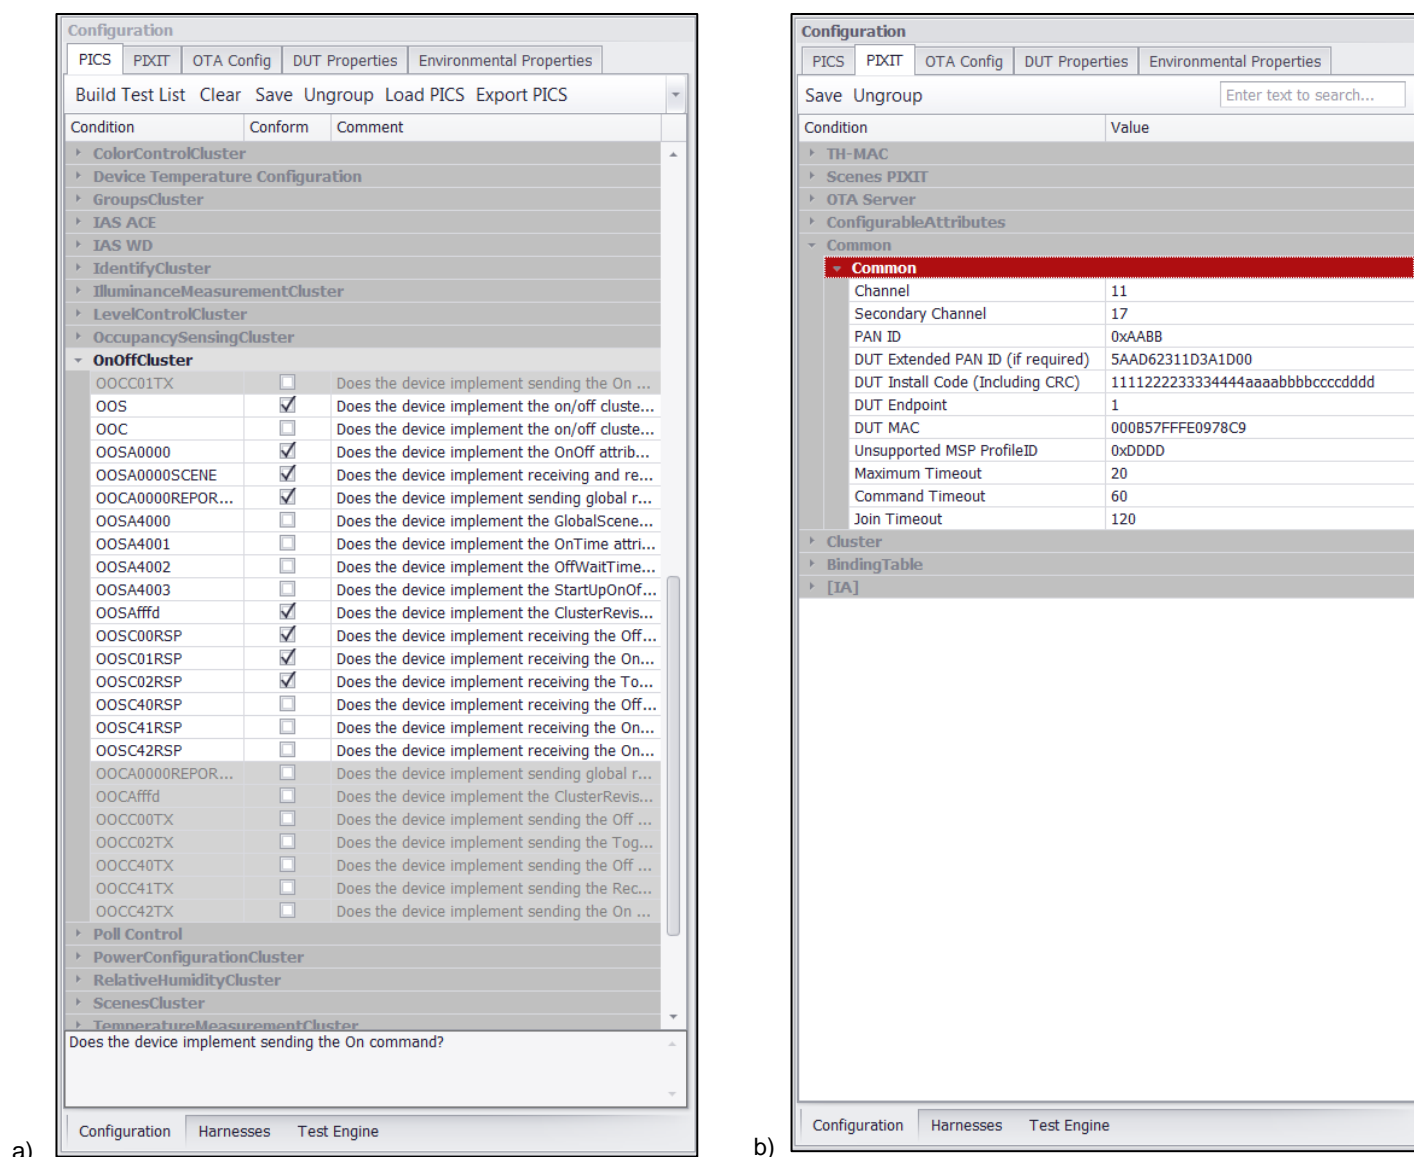 Configuration
PICS PIXIT OTA Config DUT Properties Environmental Properties
Build Test List Clear Save Ungroup Load PICS Export PICS
Condition Conform Comment
ColorControlCluster
Device Temperature Configuration
GroupsCluster
IAS ACE
IAS WD
IdentifyCluster
IlluminanceMeasurementCluster
LevelControlCluster
OccupancySensingCluster
OnOffCluster
OOCC01TX Does the device implement sending the On ...
OOS Does the device implement the on/off cluste...
OOC Does the device implement the on/off cluste...
OOSA0000 Does the device implement the OnOff attrib...
OOSA0000SCENE Does the device implement receiving and re...
OOCA0000REPOR... Does the device implement sending global r...
OOSA4000 Does the device implement the GlobalScene...
OOSA4001 Does the device implement the OnTime attri...
OOSA4002 Does the device implement the OffWaitTime...
OOSA4003 Does the device implement the StartUpOnOf...
OOSAfffd Does the device implement the ClusterRevis...
OOSC00RSP Does the device implement receiving the Off...
OOSC01RSP Does the device implement receiving the On...
OOSC02RSP Does the device implement receiving the To...
OOSC40RSP Does the device implement receiving the Off...
OOSC41RSP Does the device implement receiving the On...
OOSC42RSP Does the device implement receiving the On...
OOCA0000REPOR... Does the device implement sending global r...
OOCAfffd Does the device implement the ClusterRevis...
OOCC00TX Does the device implement sending the Off ...
OOCC02TX Does the device implement sending the Tog...
OOCC40TX Does the device implement sending the Off ...
OOCC41TX Does the device implement sending the Rec...
OOCC42TX Does the device implement sending the On ...
Poll Control
PowerConfigurationCluster
RelativeHumidityCluster
ScenesCluster
TemperatureMeasurementCluster
Does the device implement sending the On command?
Configuration Harnesses Test Engine
a)
Configuration
PICS PIXIT OTA Config DUT Properties Environmental Properties
Save Ungroup Enter text to search...
Condition Value
TH-MAC
Scenes PIXIT
OTA Server
ConfigurableAttributes
Common
Common
Channel 11
Secondary Channel 17
PAN ID 0xAABB
DUT Extended PAN ID (if required) 5AAD62311D3A1D00
DUT Install Code (Including CRC) 1111222233334444aaaabbbbccccdddd
DUT Endpoint 1
DUT MAC 000B57FFFE0978C9
Unsupported MSP ProfileID 0xDDDD
Maximum Timeout 20
Command Timeout 60
Join Timeout 120
Cluster
BindingTable
[IA]
Configuration Harnesses Test Engine
b)